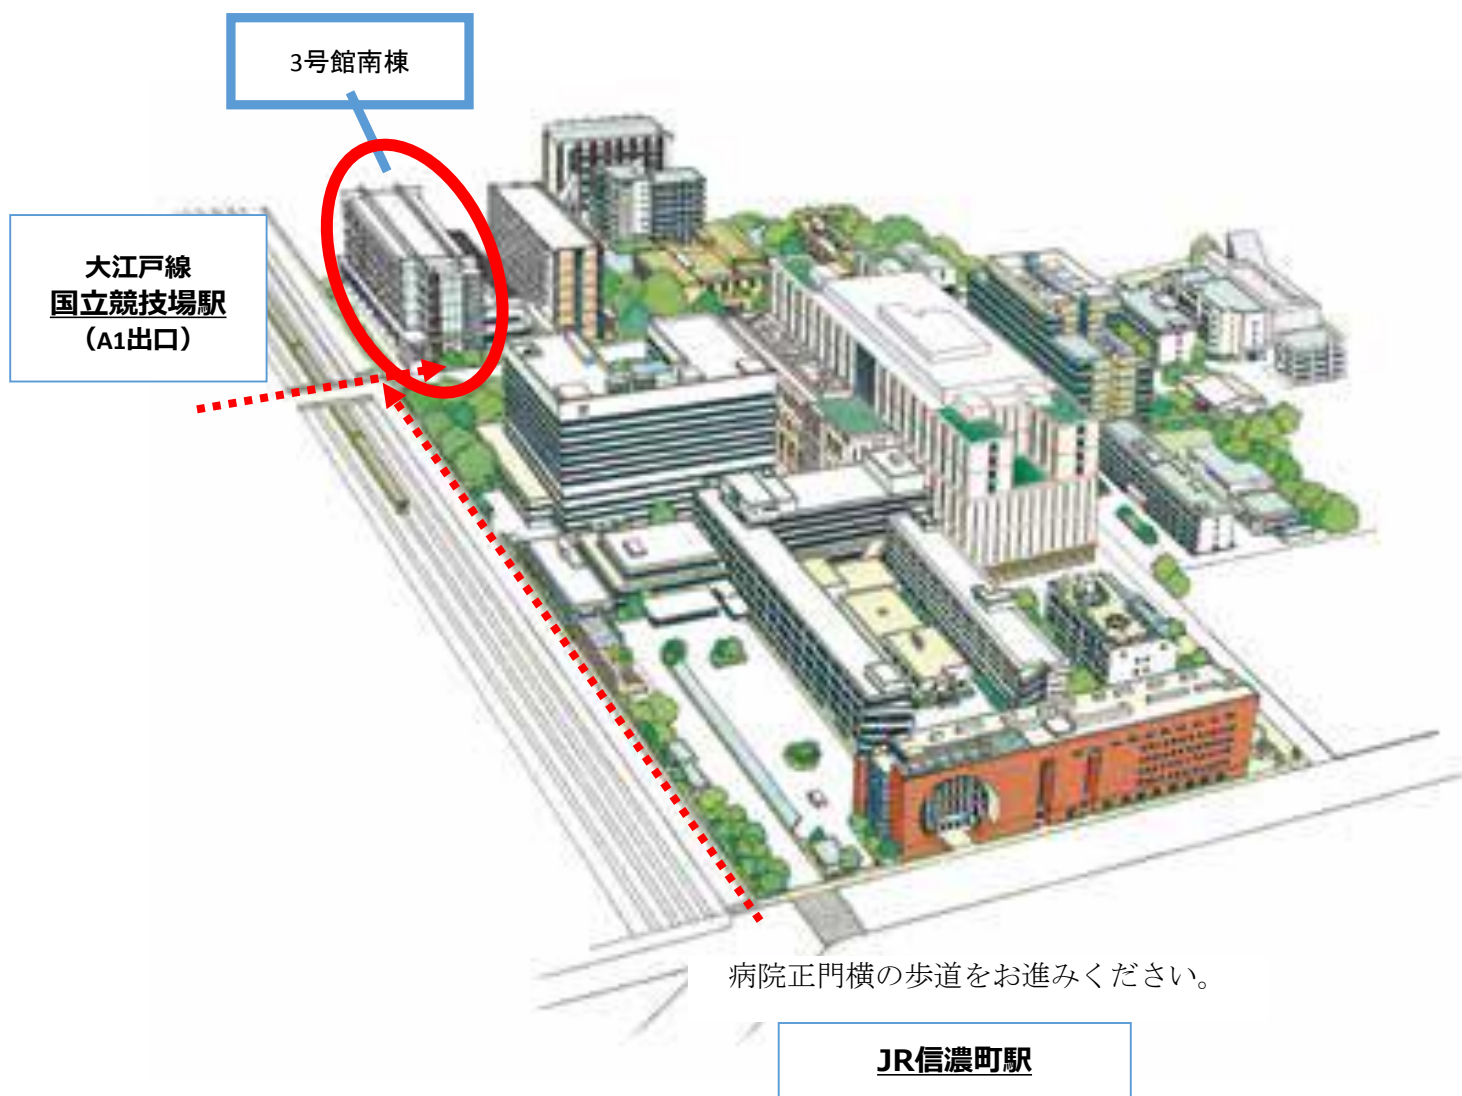 3号館南棟
大江戸線
国立競技場駅
（A1出口）
病院正門横の歩道をお進みください。
JR信濃町駅